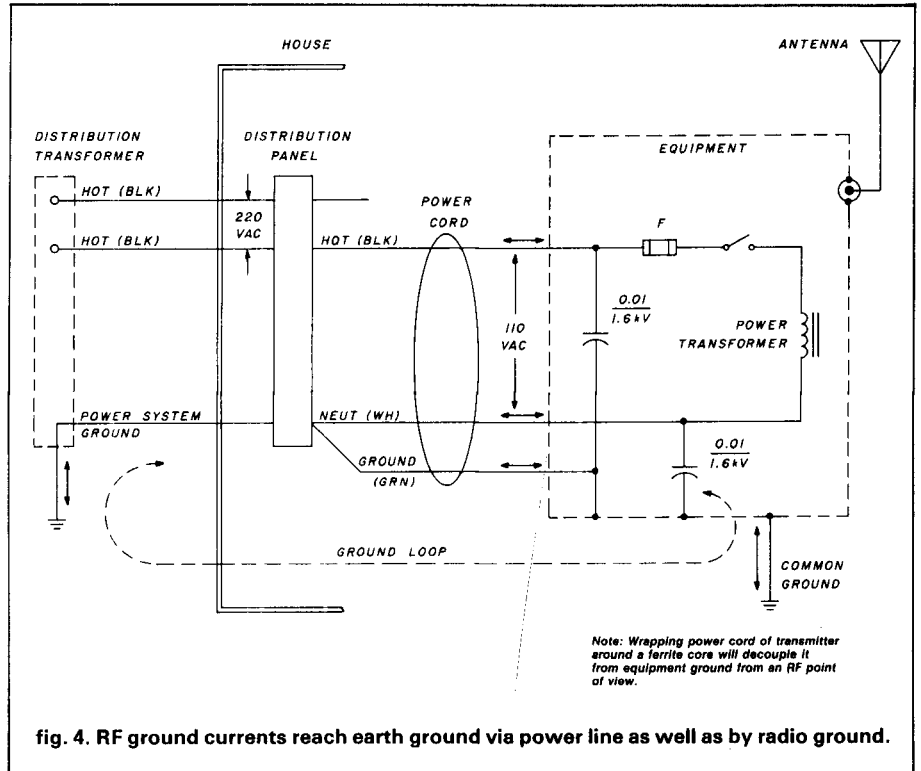 HOUSE
ANTENNA
DISTRIBUTION
TRANSFORMER
DISTRIBUTION
PANEL
EQUIPMENT
HOT (BLK)
220
VAC
HOT (BLK)
POWER
CORD
HOT (BLK)
F
0.01
1.6kV
110
VAC
POWER
TRANSFORMER
POWER SYSTEM
GROUND
NEUT (WH)
GROUND
(GRN)
0.01
1.6kV
GROUND LOOP
COMMON
GROUND
Note: Wrapping power cord of transmitter
around a ferrite core will decouple it
from equipment ground from an RF point
of view.
fig. 4. RF ground currents reach earth ground via power line as well as by radio ground.